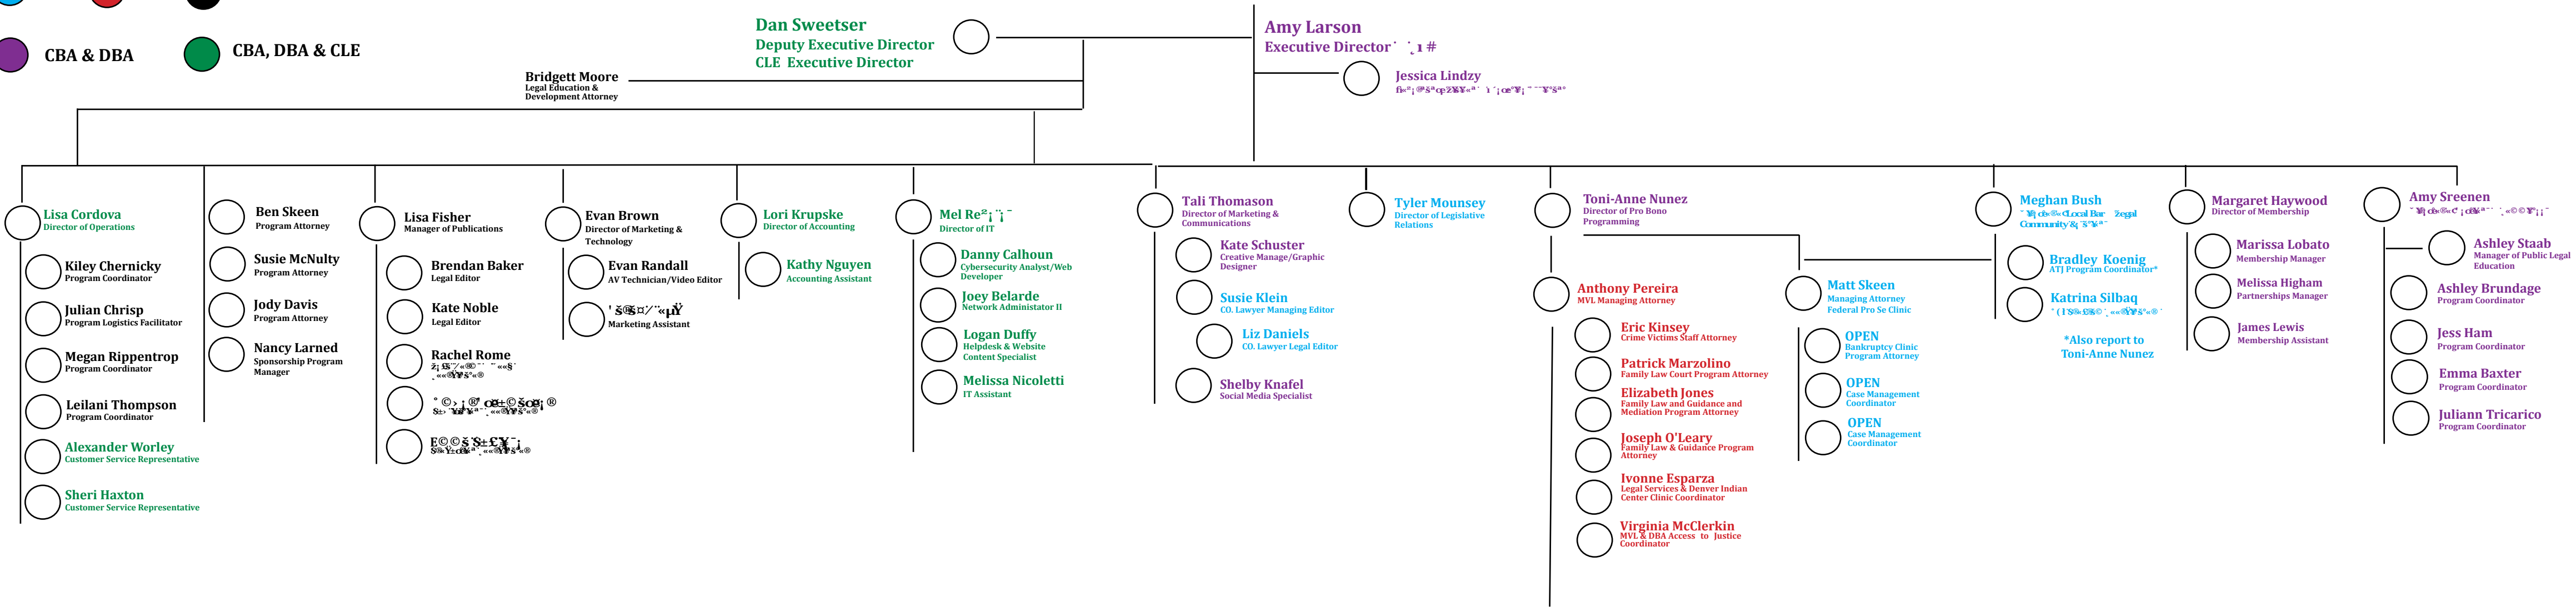 CBA & DBA
CBA, DBA & CLE
Dan Sweetser
Deputy Executive Director
CLE Executive Director
Amy Larson
Executive Director
Bridgett Moore
Legal Education &
Development Attorney
Jessica Lindzy
Lisa Cordova
Director of Operations
Kiley Chernicky
Program Coordinator
Julian Chrisp
Program Logistics Facilitator
Megan Rippentrop
Program Coordinator
Leilani Thompson
Program Coordinator
Alexander Worley
Customer Service Representative
Sheri Haxton
Customer Service Representative
Ben Skeen
Program Attorney
Susie McNulty
Program Attorney
Jody Davis
Program Attorney
Nancy Larned
Sponsorship Program
Manager
Lisa Fisher
Manager of Publications
Brendan Baker
Legal Editor
Kate Noble
Legal Editor
Rachel Rome
Evan Brown
Director of Marketing &
Technology
Evan Randall
AV Technician/Video Editor
Marketing Assistant
Lori Krupske
Director of Accounting
Kathy Nguyen
Accounting Assistant
Mel
Director of IT
Danny Calhoun
Cybersecurity Analyst/Web
Developer
Joey Belarde
Network Administator II
Logan Duffy
Helpdesk & Website
Content Specialist
Melissa Nicoletti
IT Assistant
Tali Thomason
Director of Marketing &
Communications
Kate Schuster
Creative Manage/Graphic
Designer
Susie Klein
CO. Lawyer Managing Editor
Liz Daniels
CO. Lawyer Legal Editor
Shelby Knafel
Social Media Specialist
Tyler Mounsey
Director of Legislative
Relations
Toni-Anne Nunez
Director of Pro Bono
Programming
Anthony Pereira
MVL Managing Attorney
Eric Kinsey
Crime Victims Staff Attorney
Patrick Marzolino
Family Law Court Program Attorney
Elizabeth Jones
Family Law and Guidance and
Mediation Program Attorney
Joseph O'Leary
Family Law & Guidance Program
Attorney
Ivonne Esparza
Legal Services & Denver Indian
Center Clinic Coordinator
Virginia McClerkin
MVL & DBA Access to Justice
Coordinator
Matt Skeen
Managing Attorney
Federal Pro Se Clinic
OPEN
Bankruptcy Clinic
Program Attorney
OPEN
Case Management
Coordinator
OPEN
Case Management
Coordinator
Meghan Bush
Local Bar
Community
Bradley Koenig
ATJ Program Coordinator*
Katrina Silbaq
*Also report to
Toni-Anne Nunez
Margaret Haywood
Director of Membership
Marissa Lobato
Membership Manager
Melissa Higham
Partnerships Manager
James Lewis
Membership Assistant
Amy Sreenen
Ashley Staab
Manager of Public Legal
Education
Ashley Brundage
Program Coordinator
Jess Ham
Program Coordinator
Emma Baxter
Program Coordinator
Juliann Tricarico
Program Coordinator